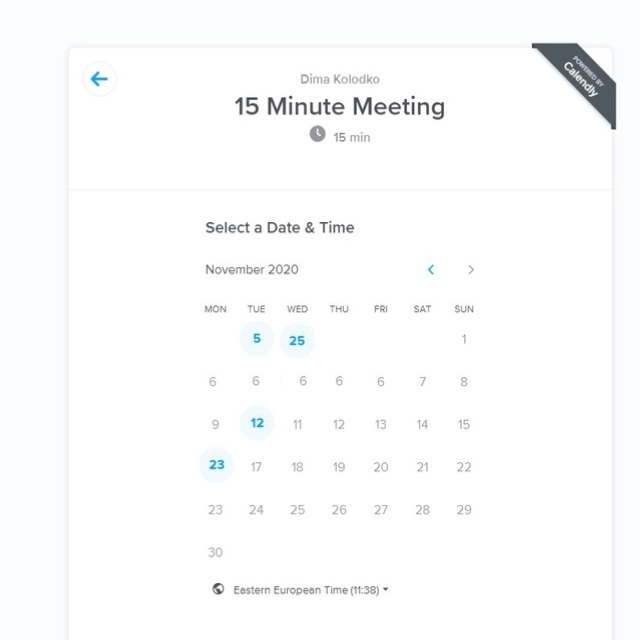 Dima Kolodko
POWERED BY
Calendly
15 Minute Meeting
15 min
Select a Date & Time
November 2020
MON TUE WED THU FRI SAT SUN
5 25 1
6 6 6 6 6 7 8
9 12 11 12 13 14 15
23 17 18 19 20 21 22
23 24 25 26 27 28 29
30
Eastern European Time (11:38)